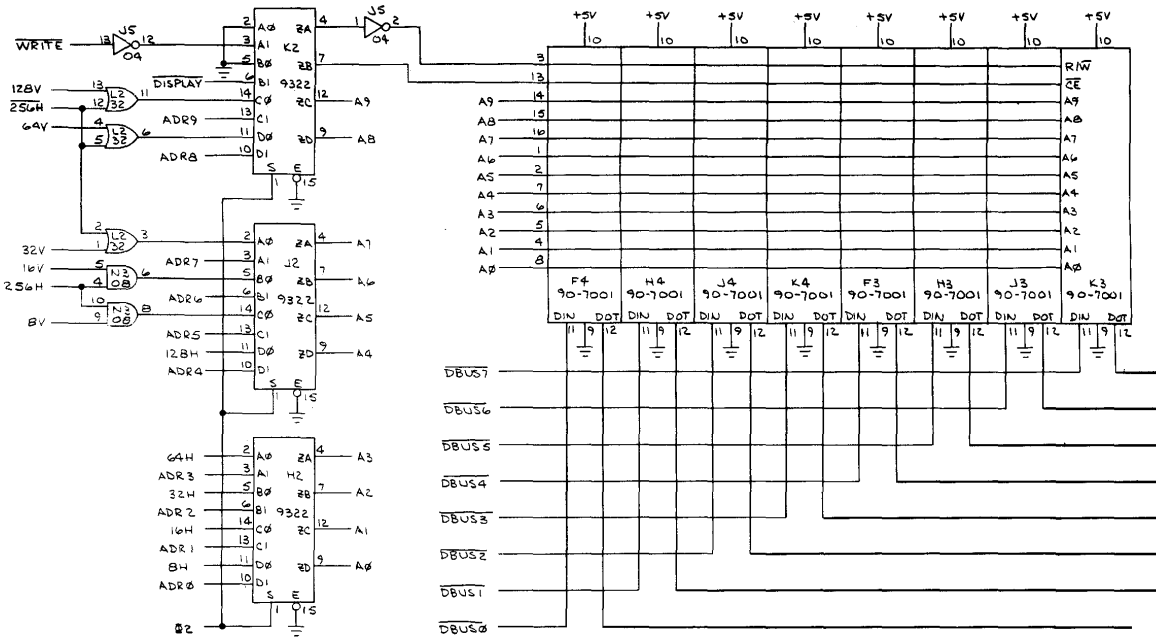 J5
J5
+5V +5V +5V +5V +5V +5V +5V +5V
10 10 10 10 10 10 10 10
WRITE 13 12
04
2 AØ ZA 4 1 2
04
3 A1 K2
5 BØ ZB 7
DISPLAY 6 B1 9322
128V 13 L2 11 14 CØ ZC 12 A9
256H 12 32
ADR9 13 C1
64V 4 L2 6 11 DØ ZD 9 A8
5 32
ADR8 10 D1
S E
1 15
3 R/W
13 CE
A9 14 A9
A8 15 A8
A7 16 A7
A6 1 A6
A5 2 A5
A4 7 A4
A3 6 A3
A2 5 A2
A1 4 A1
AØ 8 AØ
F4 H4 J4 K4 F3 H3 J3 K3
90-7001 90-7001 90-7001 90-7001 90-7001 90-7001 90-7001 90-7001
DIN DOT DIN DOT DIN DOT DIN DOT DIN DOT DIN DOT DIN DOT DIN DOT
11 9 12 11 9 12 11 9 12 11 9 12 11 9 12 11 9 12 11 9 12 11 9 12
2 L2 3 2 AØ ZA 4 A7
32V 1 32
ADR7 3 A1 J2
16V 5 N3 6 5 BØ ZB 7 A6
256H 4 08
ADR6 6 B1 9322
10 N3 8 14 CØ ZC 12 A5
8V 9 08
ADR5 13 C1
128H 11 DØ ZD 9 A4
ADR4 10 D1
S E
1 15
64H 2 AØ ZA 4 A3
ADR3 3 A1 H2
32H 5 BØ ZB 7 A2
ADR2 6 B1 9322
16H 14 CØ ZC 12 A1
ADR1 13 C1
8H 11 DØ ZD 9 AØ
ADRØ 10 D1
S E
1 15
Φ2
DBUS7
DBUS6
DBUS5
DBUS4
DBUS3
DBUS2
DBUS1
DBUSØ